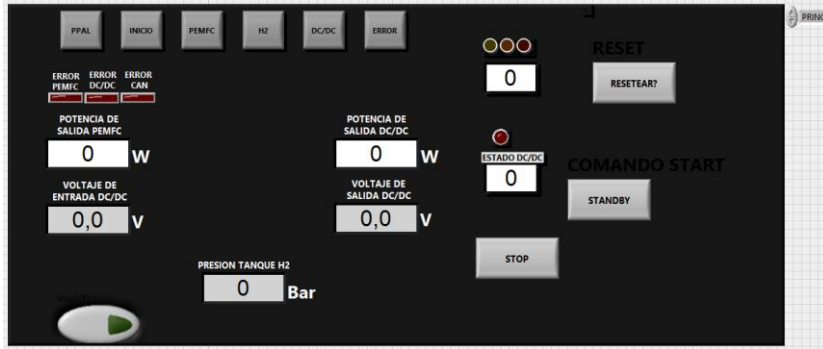 PPAL
INICIO
PEMFC
H2
DC/DC
ERROR
PRINC
RESET
0
RESETEAR?
ERROR PEMFC
ERROR DC/DC
ERROR CAN
POTENCIA DE
SALIDA PEMFC
0 W
POTENCIA DE
SALIDA DC/DC
0 W
ESTADO DC/DC
0
COMANDO START
STANDBY
VOLTAJE DE
ENTRADA DC/DC
0,0 V
VOLTAJE DE
SALIDA DC/DC
0,0 V
STOP
PRESION TANQUE H2
0 Bar